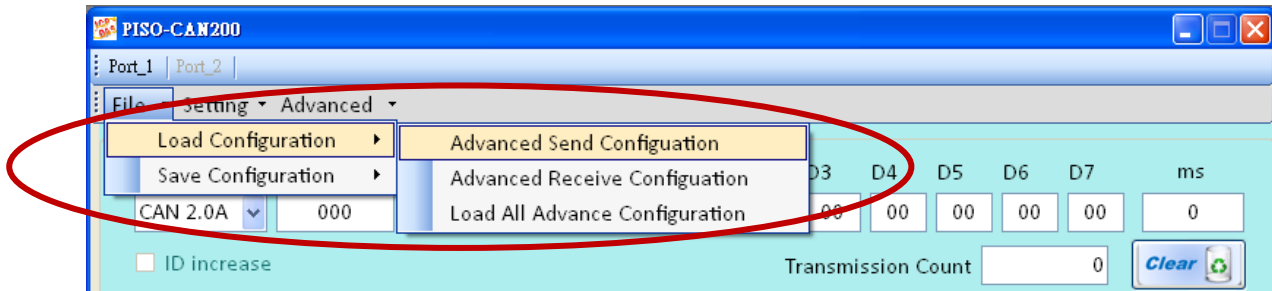 PISO-CAN200
Port_1 Port_2
File Setting Advanced
Load Configuration Advanced Send Configuation
Save Configuration Advanced Receive Configuation
Load All Advance Configuration
D3 D4 D5 D6 D7 ms
CAN 2.0A 000 00 00 00 00 00 0
ID increase Transmission Count 0 Clear